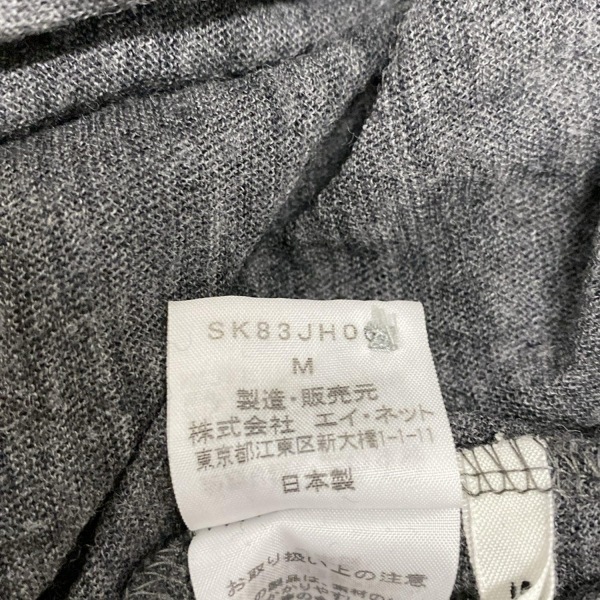 SK83JH0
M
製造・販売元
株式会社 エイ・ネット
東京都江東区新大橋1-1-11
日本製
お取り扱い上の注意